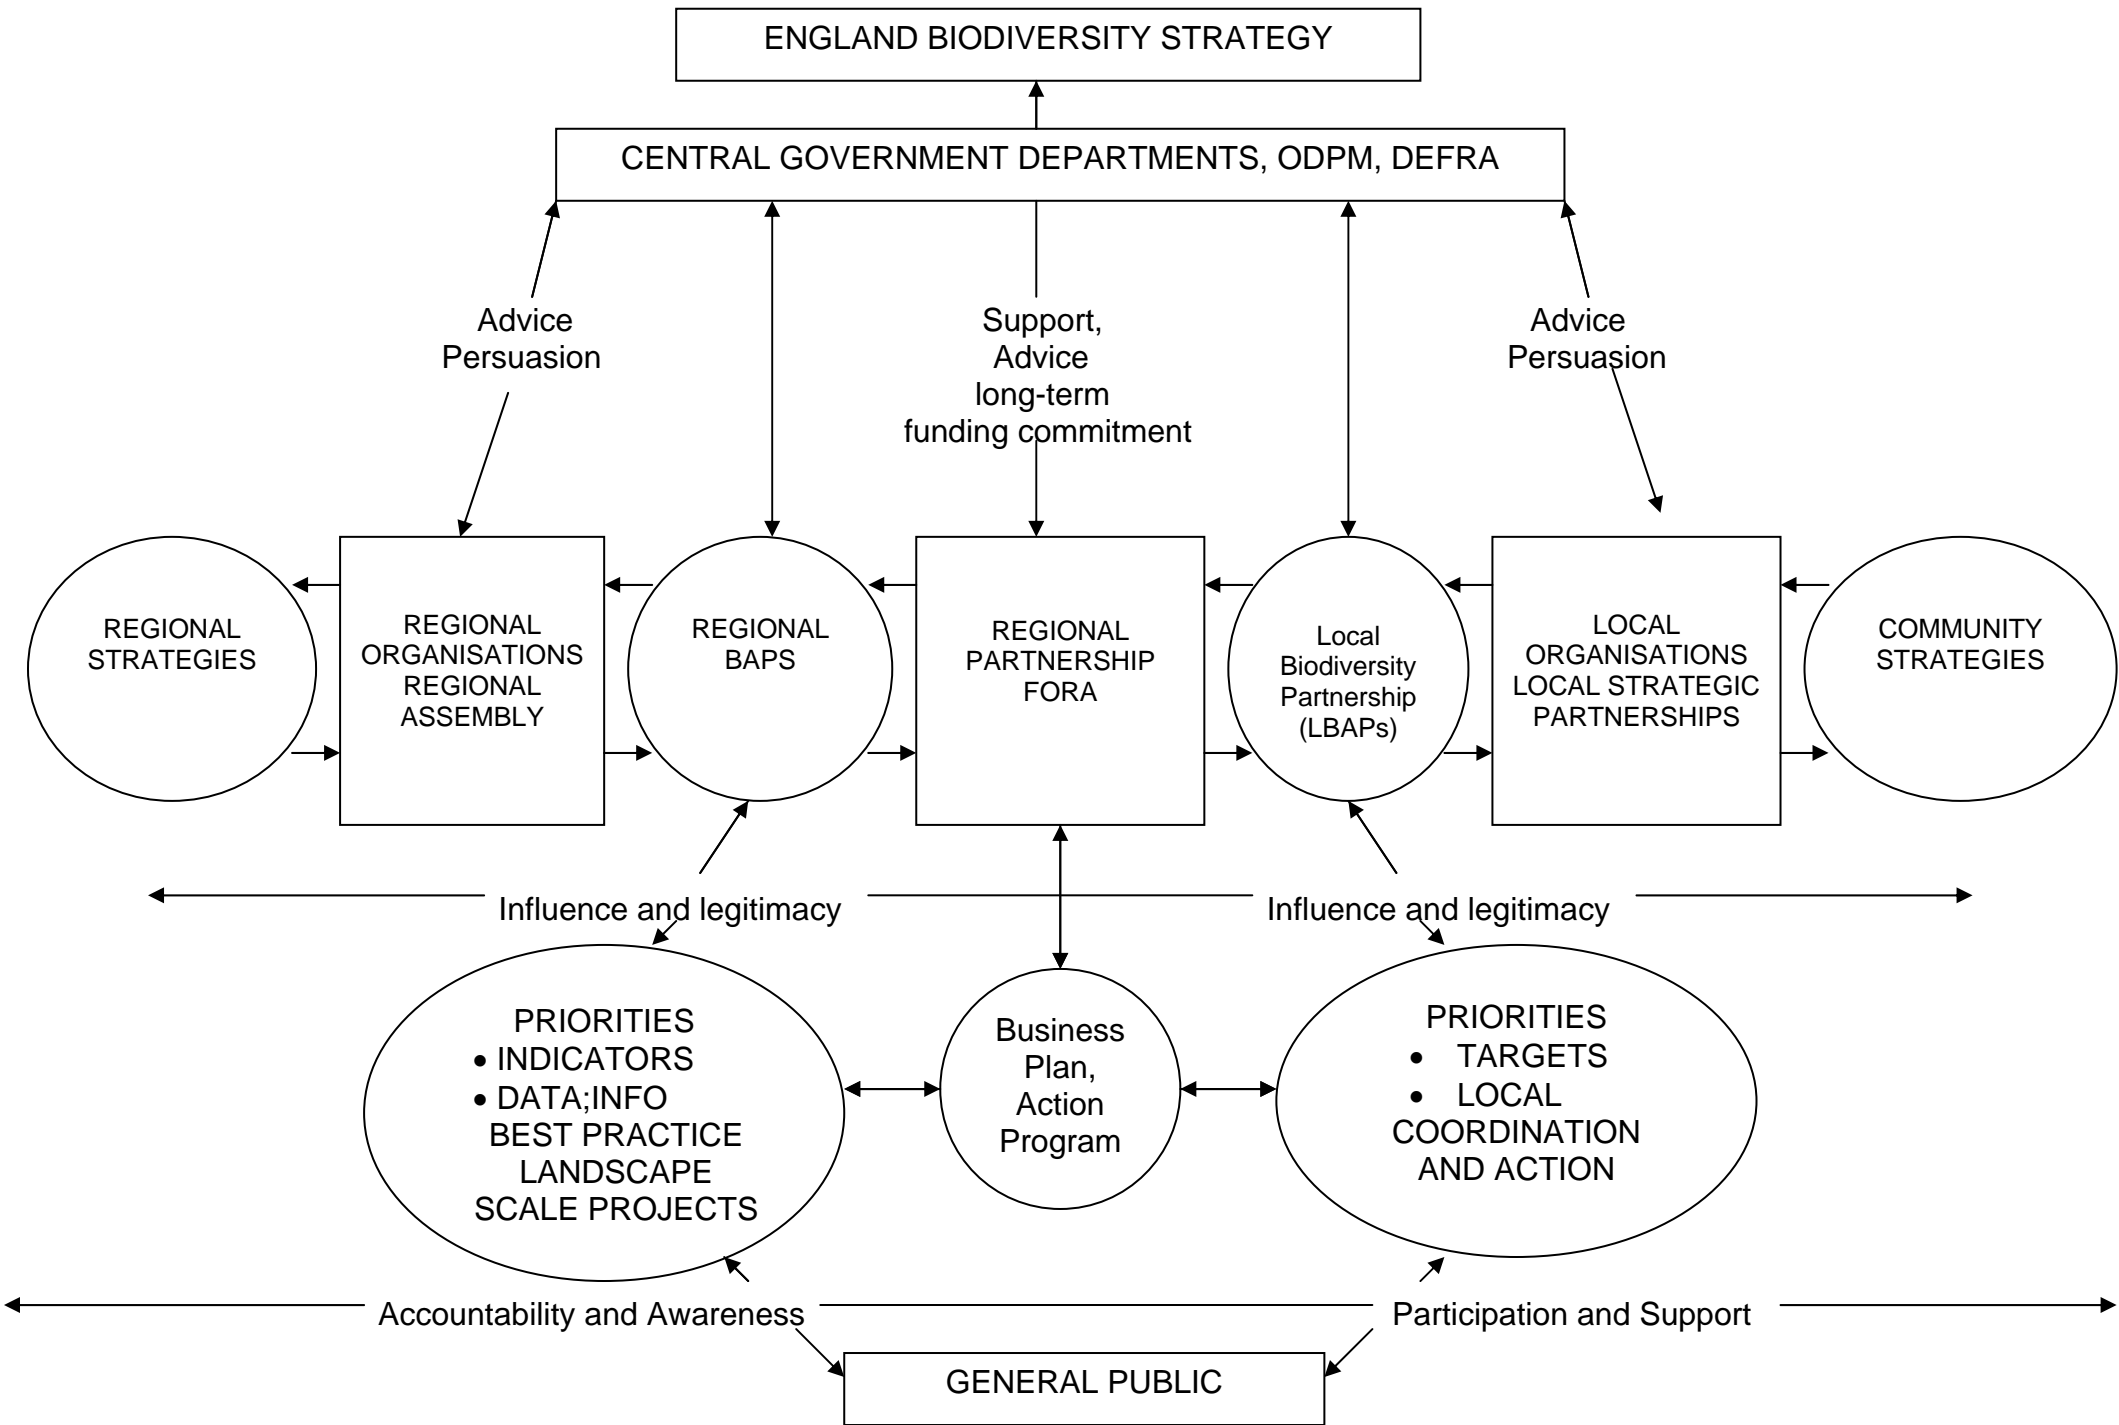 ENGLAND BIODIVERSITY STRATEGY
CENTRAL GOVERNMENT DEPARTMENTS, ODPM, DEFRA
Advice
Persuasion
Support,
Advice
long-term
funding commitment
Advice
Persuasion
REGIONAL
STRATEGIES
REGIONAL
ORGANISATIONS
REGIONAL
ASSEMBLY
REGIONAL
BAPS
REGIONAL
PARTNERSHIP
FORA
Local
Biodiversity
Partnership
(LBAPs)
LOCAL
ORGANISATIONS
LOCAL STRATEGIC
PARTNERSHIPS
COMMUNITY
STRATEGIES
Influence and legitimacy
Influence and legitimacy
PRIORITIES
• INDICATORS
• DATA;INFO
BEST PRACTICE
LANDSCAPE
SCALE PROJECTS
Business
Plan,
Action
Program
PRIORITIES
• TARGETS
• LOCAL
COORDINATION
AND ACTION
Accountability and Awareness
Participation and Support
GENERAL PUBLIC